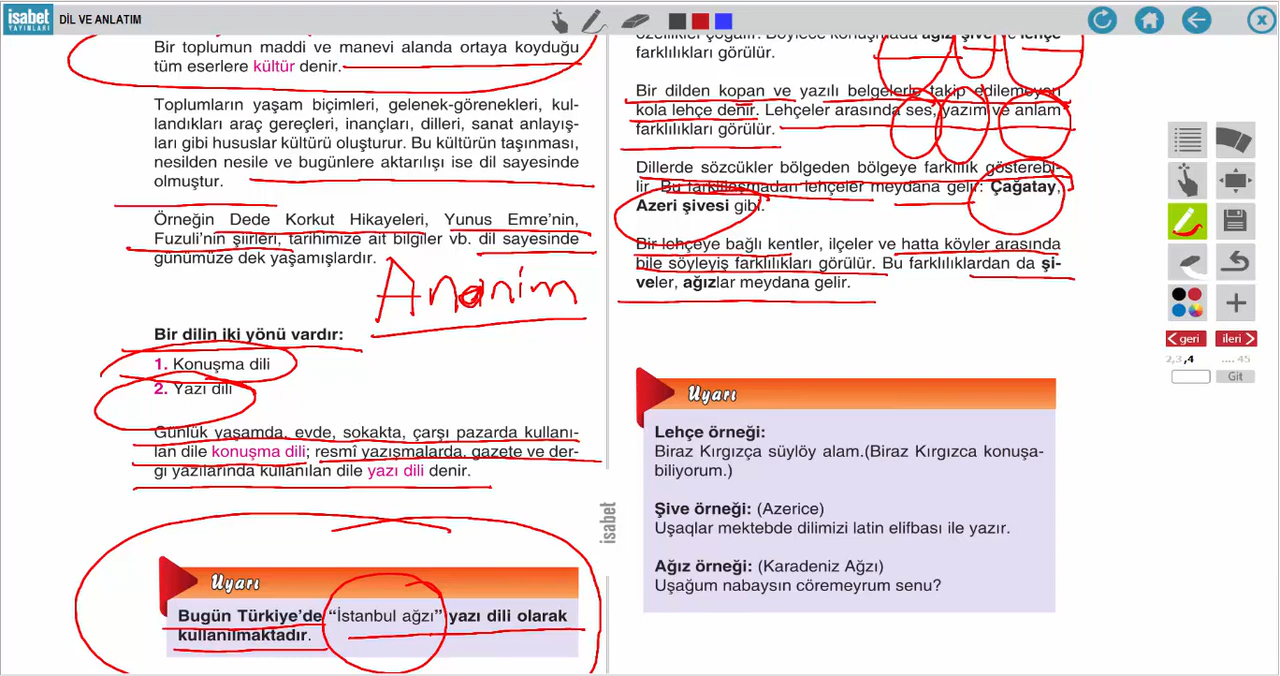 isabet
YAYINLARI
DİL VE ANLATIM
Bir toplumun maddi ve manevi alanda ortaya koyduğu
tüm eserlere kültür denir.
Toplumların yaşam biçimleri, gelenek-görenekleri, kul-
landıkları araç gereçleri, inançları, dilleri, sanat anlayış-
ları gibi hususlar kültürü oluşturur. Bu kültürün taşınması,
nesilden nesile ve bugünlere aktarılışı ise dil sayesinde
olmuştur.
Örneğin Dede Korkut Hikayeleri, Yunus Emre'nin,
Fuzuli'nin şiirleri, tarihimize ait bilgiler vb. dil sayesinde
günümüze dek yaşamışlardır.
Ananim
Bir dilin iki yönü vardır:
1. Konuşma dili
2. Yazı dili
Günlük yaşamda, evde, sokakta, çarşı pazarda kullanı-
lan dile konuşma dili; resmî yazışmalarda, gazete ve der-
gi yazılarında kullanılan dile yazı dili denir.
Uyarı
Bugün Türkiye'de “İstanbul ağzı” yazı dili olarak
kullanılmaktadır.
isabet
özellikler çoğalır. Böylece konuşmada ağız, şive ve lehçe
farklılıkları görülür.
Bir dilden kopan ve yazılı belgelerle takip edilemeyen
kola lehçe denir. Lehçeler arasında ses, yazım ve anlam
farklılıkları görülür.
Dillerde sözcükler bölgeden bölgeye farklılık gösterebi-
lir. Bu farklılaşmadan lehçeler meydana gelir: Çağatay,
Azeri şivesi gibi.
Bir lehçeye bağlı kentler, ilçeler ve hatta köyler arasında
bile söyleyiş farklılıkları görülür. Bu farklılıklardan da şi-
veler, ağızlar meydana gelir.
Uyarı
Lehçe örneği:
Biraz Kırgızça süylöy alam.(Biraz Kırgızca konuşa-
biliyorum.)
Şive örneği: (Azerice)
Uşaqlar mektebde dilimizi latin elifbası ile yazır.
Ağız örneği: (Karadeniz Ağzı)
Uşağum nabaysın cöremeyrum senu?
geri
ileri
2,3,4 .... 45
Git